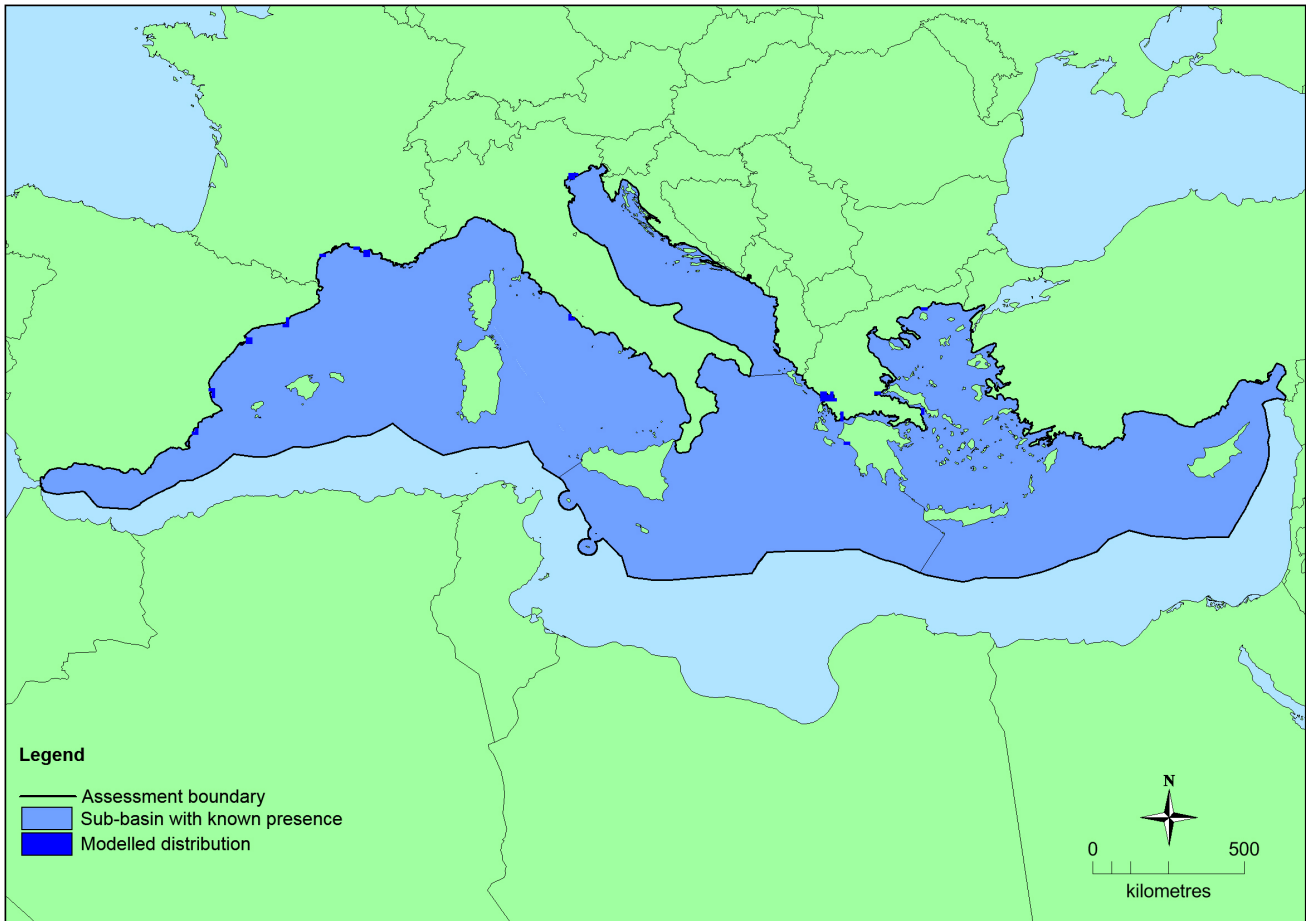 Legend
Assessment boundary
Sub-basin with known presence
Modelled distribution
N
0 500
kilometres